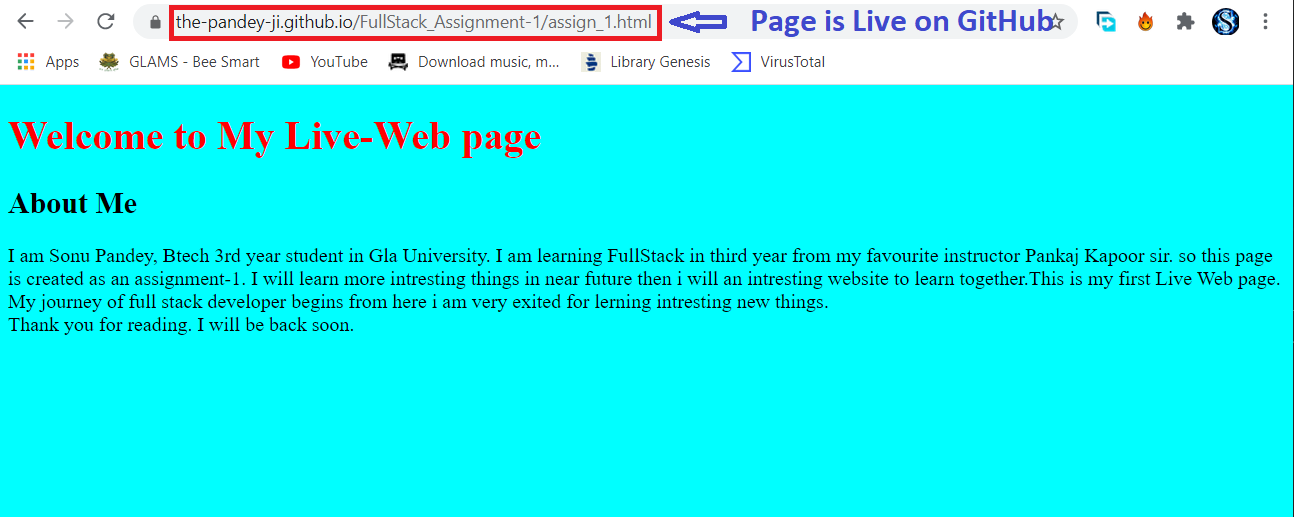 the-pandey-ji.github.io/FullStack_Assignment-1/assign_1.html Page is Live on GitHub
Apps GLAMS - Bee Smart YouTube Download music, m... Library Genesis VirusTotal
Welcome to My Live-Web page
About Me
I am Sonu Pandey, Btech 3rd year student in Gla University. I am learning FullStack in third year from my favourite instructor Pankaj Kapoor sir. so this page
is created as an assignment-1. I will learn more intresting things in near future then i will an intresting website to learn together.This is my first Live Web page.
My journey of full stack developer begins from here i am very exited for lerning intresting new things.
Thank you for reading. I will be back soon.